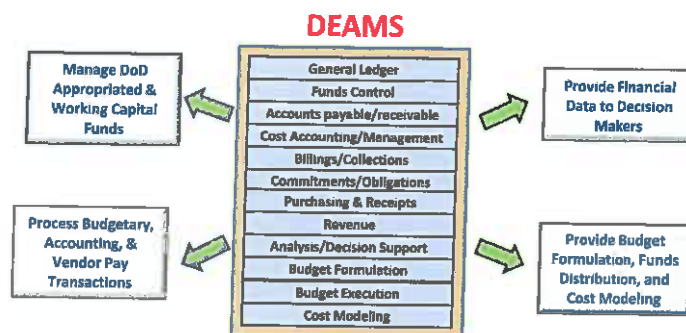 DEAMS
Manage DoD
Appropriated &
Working Capital
Funds
General Ledger
Funds Control
Accounts payable/receivable
Cost Accounting/Management
Billings/Collections
Commitments/Obligations
Purchasing & Receipts
Revenue
Analysis/Decision Support
Budget Formulation
Budget Execution
Cost Modeling
Provide Financial
Data to Decision
Makers
Process Budgetary,
Accounting, &
Vendor Pay
Transactions
Provide Budget
Formulation, Funds
Distribution, and
Cost Modeling